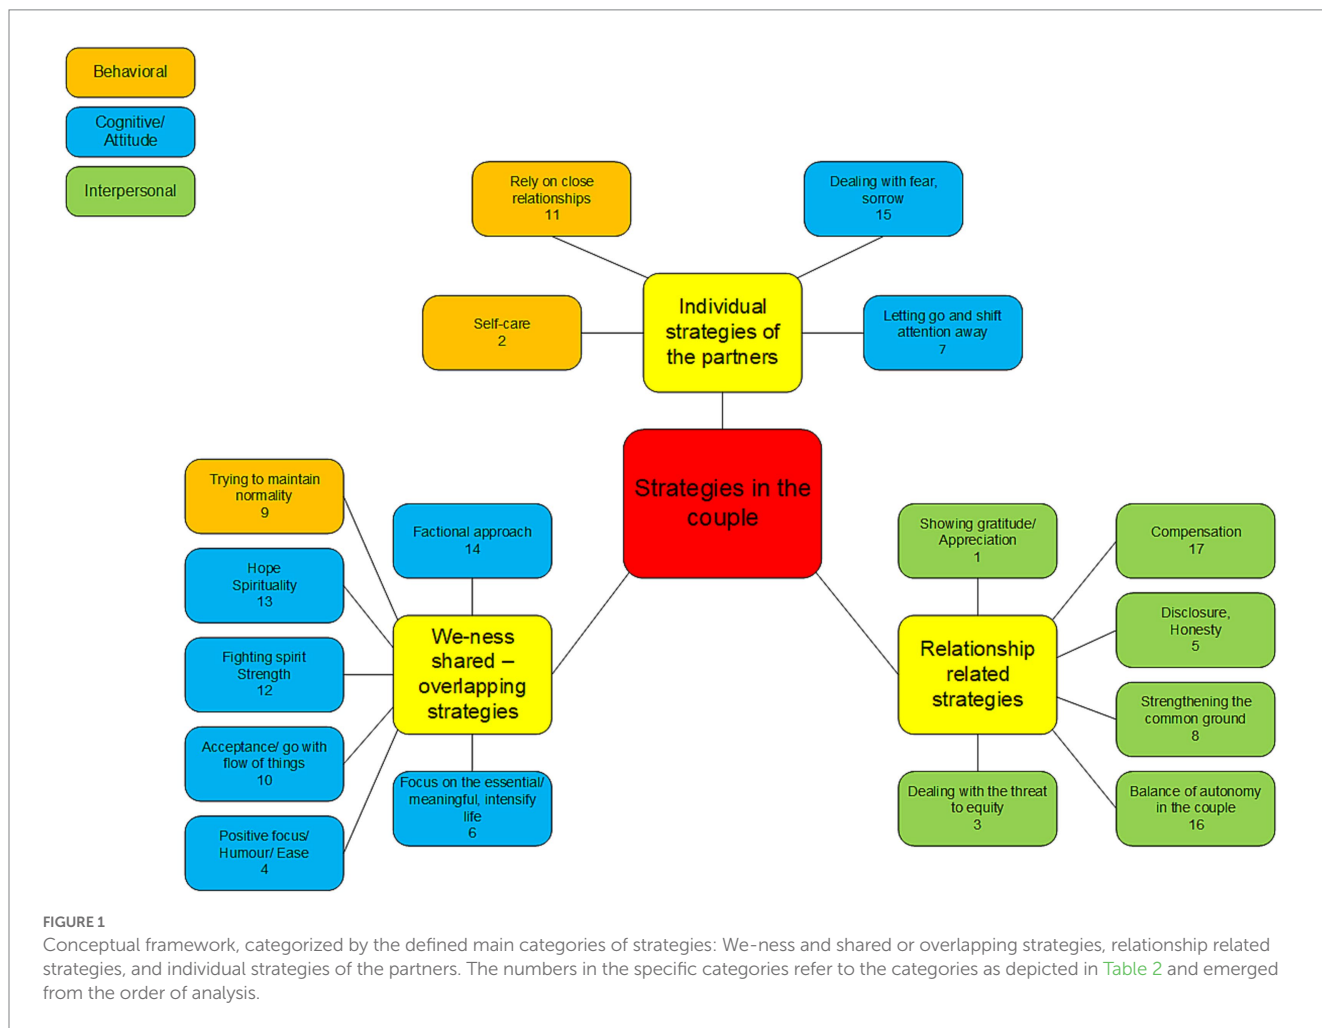 Behavioral
Cognitive/
Attitude
Interpersonal
Rely on close
relationships
11
Dealing with fear,
sorrow
15
Self-care
2
Individual
strategies of
the partners
Letting go and shift
attention away
7
Strategies in the
couple
Trying to maintain
normality
9
Factional approach
14
Hope
Spirituality
13
Fighting spirit
Strength
12
We-ness
shared –
overlapping
strategies
Acceptance/ go with
flow of things
10
Positive focus/
Humour/ Ease
4
Focus on the essential/
meaningful, intensify
life
6
Showing gratitude/
Appreciation
1
Compensation
17
Disclosure,
Honesty
5
Relationship
related
strategies
Strengthening the
common ground
8
Dealing with the threat
to equity
3
Balance of autonomy
in the couple
16
FIGURE 1
Conceptual framework, categorized by the defined main categories of strategies: We-ness and shared or overlapping strategies, relationship related
strategies, and individual strategies of the partners. The numbers in the specific categories refer to the categories as depicted in Table 2 and emerged
from the order of analysis.